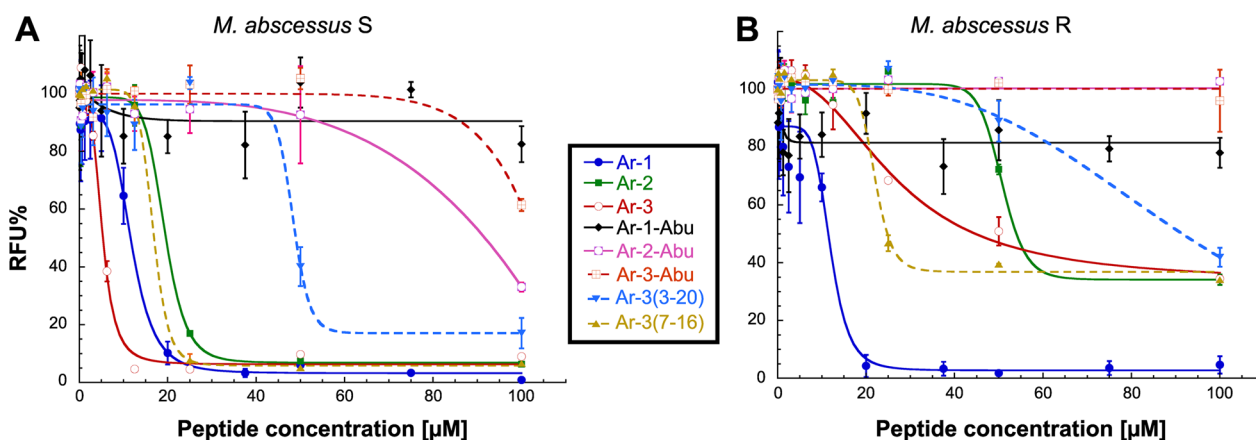 A
M. abscessus S
RFU%
100
80
60
40
20
0
0 20 40 60 80 100
Peptide concentration [µM]
Ar-1
Ar-2
Ar-3
Ar-1-Abu
Ar-2-Abu
Ar-3-Abu
Ar-3(3-20)
Ar-3(7-16)
B
M. abscessus R
120
100
80
60
40
20
0
0 20 40 60 80 100
Peptide concentration [µM]